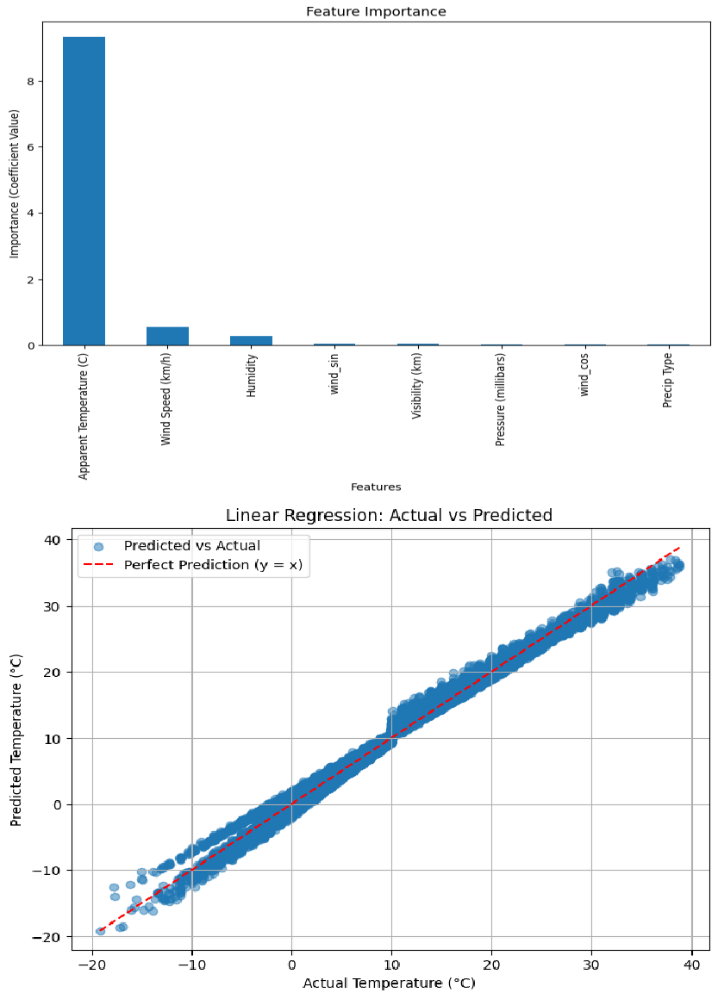 Feature Importance
Importance (Coefficient Value)
8
6
4
2
0
Apparent Temperature (C)
Wind Speed (km/h)
Humidity
wind_sin
Visibility (km)
Pressure (millibars)
wind_cos
Precip Type
Features
Linear Regression: Actual vs Predicted
Predicted vs Actual
Perfect Prediction (y = x)
Predicted Temperature (°C)
40
30
20
10
0
−10
−20
−20 −10 0 10 20 30 40
Actual Temperature (°C)